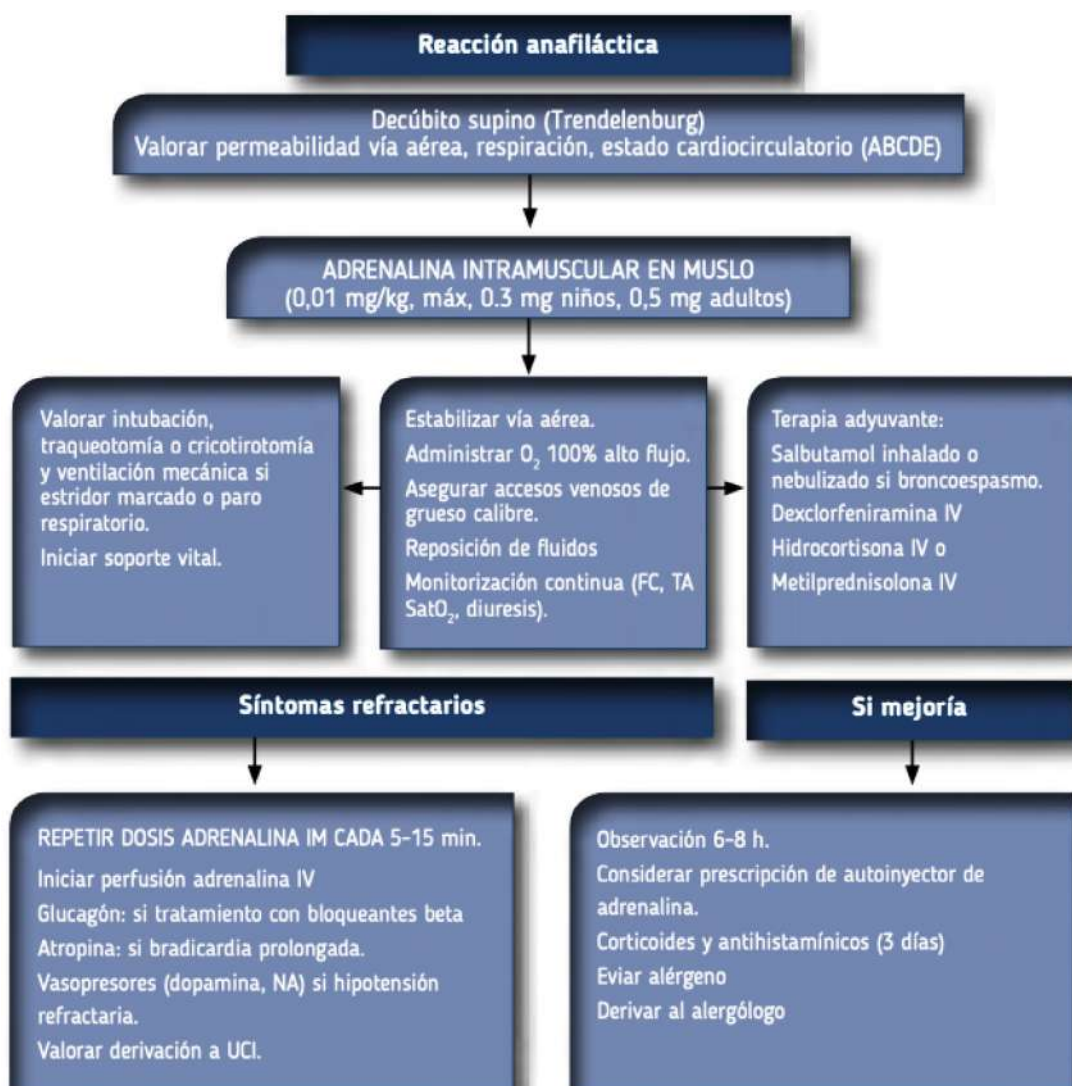 Reacción anafiláctica
Decúbito supino (Trendelenburg)
Valorar permeabilidad vía aérea, respiración, estado cardiocirculatorio (ABCDE)
ADRENALINA INTRAMUSCULAR EN MUSLO
(0,01 mg/kg, máx, 0.3 mg niños, 0,5 mg adultos)
Valorar intubación,
traqueotomía o cricotirotomía
y ventilación mecánica si
estridor marcado o paro
respiratorio.
Iniciar soporte vital.
Estabilizar vía aérea.
Administrar O₂ 100% alto flujo.
Asegurar accesos venosos de
grueso calibre.
Reposición de fluidos
Monitorización continua (FC, TA
SatO₂, diuresis).
Terapia adyuvante:
Salbutamol inhalado o
nebulizado si broncoespasmo.
Dexclorfeniramina IV
Hidrocortisona IV o
Metilprednisolona IV
Síntomas refractarios
REPETIR DOSIS ADRENALINA IM CADA 5-15 min.
Iniciar perfusión adrenalina IV
Glucagón: si tratamiento con bloqueantes beta
Atropina: si bradicardia prolongada.
Vasopresores (dopamina, NA) si hipotensión
refractaria.
Valorar derivación a UCI.
Si mejoría
Observación 6-8 h.
Considerar prescripción de autoinyector de
adrenalina.
Corticoides y antihistamínicos (3 días)
Eviar alérgeno
Derivar al alergólogo